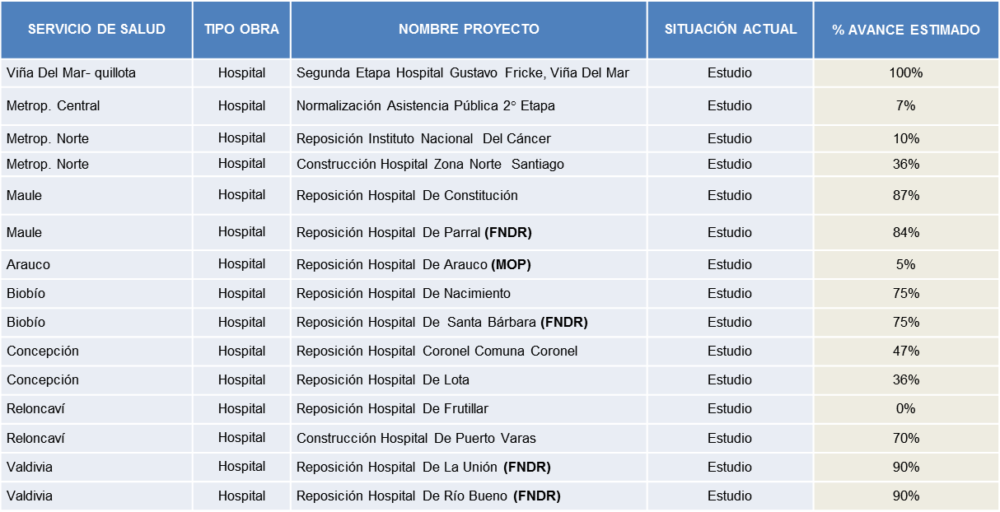 SERVICIO DE SALUD TIPO OBRA NOMBRE PROYECTO SITUACIÓN ACTUAL % AVANCE ESTIMADO
Viña Del Mar- quillota Hospital Segunda Etapa Hospital Gustavo Fricke, Viña Del Mar Estudio 100%
Metrop. Central Hospital Normalización Asistencia Pública 2° Etapa Estudio 7%
Metrop. Norte Hospital Reposición Instituto Nacional Del Cáncer Estudio 10%
Metrop. Norte Hospital Construcción Hospital Zona Norte Santiago Estudio 36%
Maule Hospital Reposición Hospital De Constitución Estudio 87%
Maule Hospital Reposición Hospital De Parral (FNDR) Estudio 84%
Arauco Hospital Reposición Hospital De Arauco (MOP) Estudio 5%
Biobío Hospital Reposición Hospital De Nacimiento Estudio 75%
Biobío Hospital Reposición Hospital De Santa Bárbara (FNDR) Estudio 75%
Concepción Hospital Reposición Hospital Coronel Comuna Coronel Estudio 47%
Concepción Hospital Reposición Hospital De Lota Estudio 36%
Reloncaví Hospital Reposición Hospital De Frutillar Estudio 0%
Reloncaví Hospital Construcción Hospital De Puerto Varas Estudio 70%
Valdivia Hospital Reposición Hospital De La Unión (FNDR) Estudio 90%
Valdivia Hospital Reposición Hospital De Río Bueno (FNDR) Estudio 90%